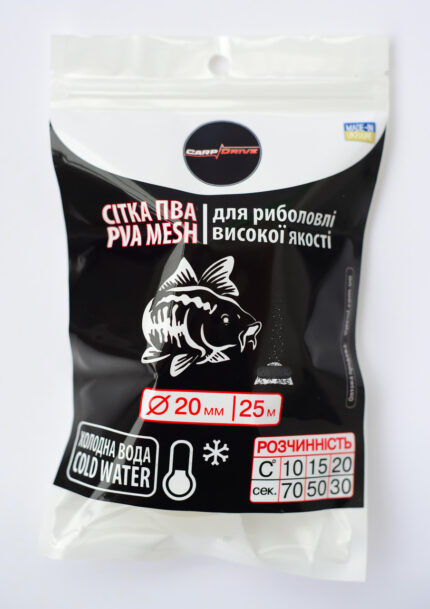 CARP DRIVE
MADE IN
UKRAINE
СІТКА ПВА
PVA MESH
для риболовлі
високої якості
Ø 20 мм 25 м
ХОЛОДНА ВОДА
COLD WATER
РОЗЧИННІСТЬ
С° 10 15 20
сек. 70 50 30